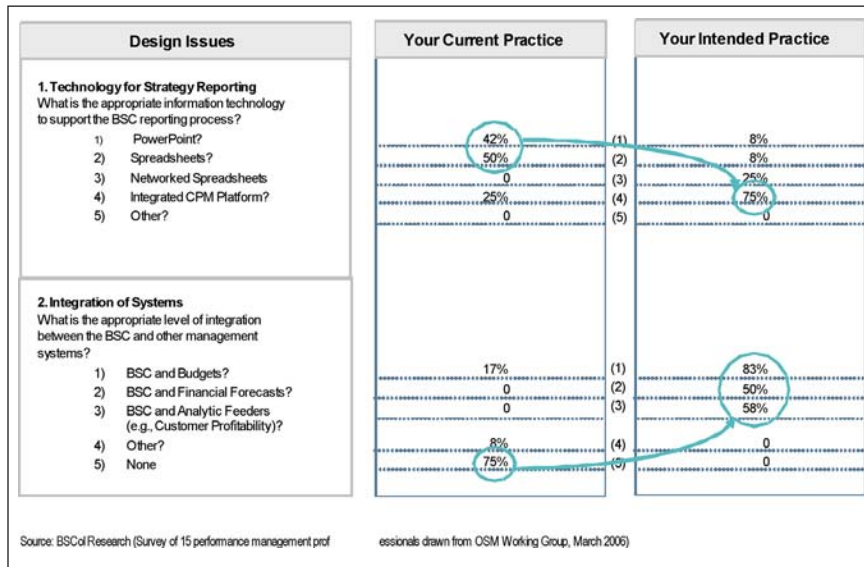 Design Issues
Your Current Practice
Your Intended Practice
1. Technology for Strategy Reporting
What is the appropriate information technology
to support the BSC reporting process?
1) PowerPoint? 42% (1) 8%
2) Spreadsheets? 50% (2) 8%
3) Networked Spreadsheets 0 (3) 25%
4) Integrated CPM Platform? 25% (4) 75%
5) Other? 0 (5) 0
2. Integration of Systems
What is the appropriate level of integration
between the BSC and other management
systems?
1) BSC and Budgets? 17% (1) 83%
2) BSC and Financial Forecasts? 0 (2) 50%
3) BSC and Analytic Feeders 0 (3) 58%
(e.g., Customer Profitability)?
4) Other? 8% (4) 0
5) None 75% (5) 0
Source: BSCol Research (Survey of 15 performance management prof essionals drawn from OSM Working Group, March 2006)